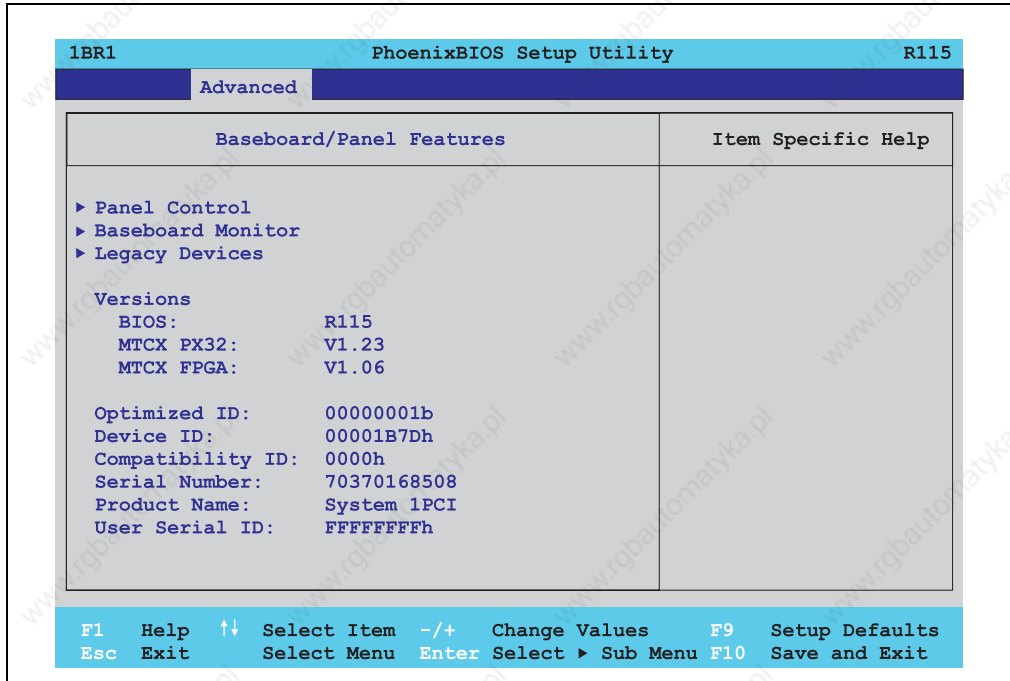 1BR1 PhoenixBIOS Setup Utility R115
Advanced
Baseboard/Panel Features Item Specific Help
▶ Panel Control
▶ Baseboard Monitor
▶ Legacy Devices
Versions
BIOS: R115
MTCX PX32: V1.23
MTCX FPGA: V1.06
Optimized ID: 00000001b
Device ID: 00001B7Dh
Compatibility ID: 0000h
Serial Number: 70370168508
Product Name: System 1PCI
User Serial ID: FFFFFFFFh
F1 Help ↑↓ Select Item -/+ Change Values F9 Setup Defaults
Esc Exit Select Menu Enter Select ▶ Sub Menu F10 Save and Exit
www.rgbautomatyka.pl